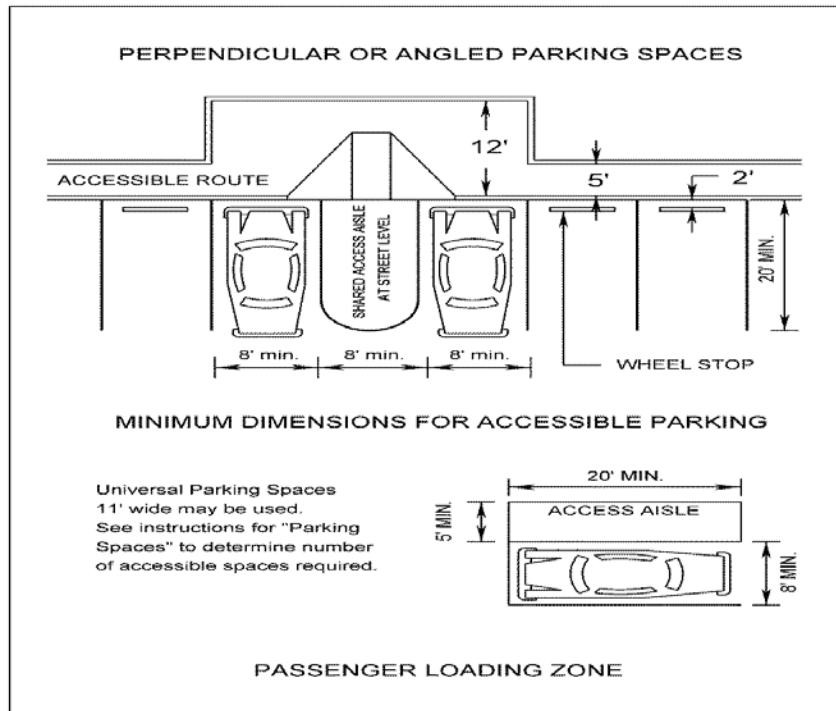 PERPENDICULAR OR ANGLED PARKING SPACES
12'
ACCESSIBLE ROUTE
5'
2'
SHARED ACCESS AISLE
AT STREET LEVEL
20' MIN.
8' min.
8' min.
8' min.
WHEEL STOP
MINIMUM DIMENSIONS FOR ACCESSIBLE PARKING
Universal Parking Spaces
11' wide may be used.
See instructions for "Parking
Spaces" to determine number
of accessible spaces required.
20' MIN.
5' MIN.
ACCESS AISLE
8' MIN.
PASSENGER LOADING ZONE